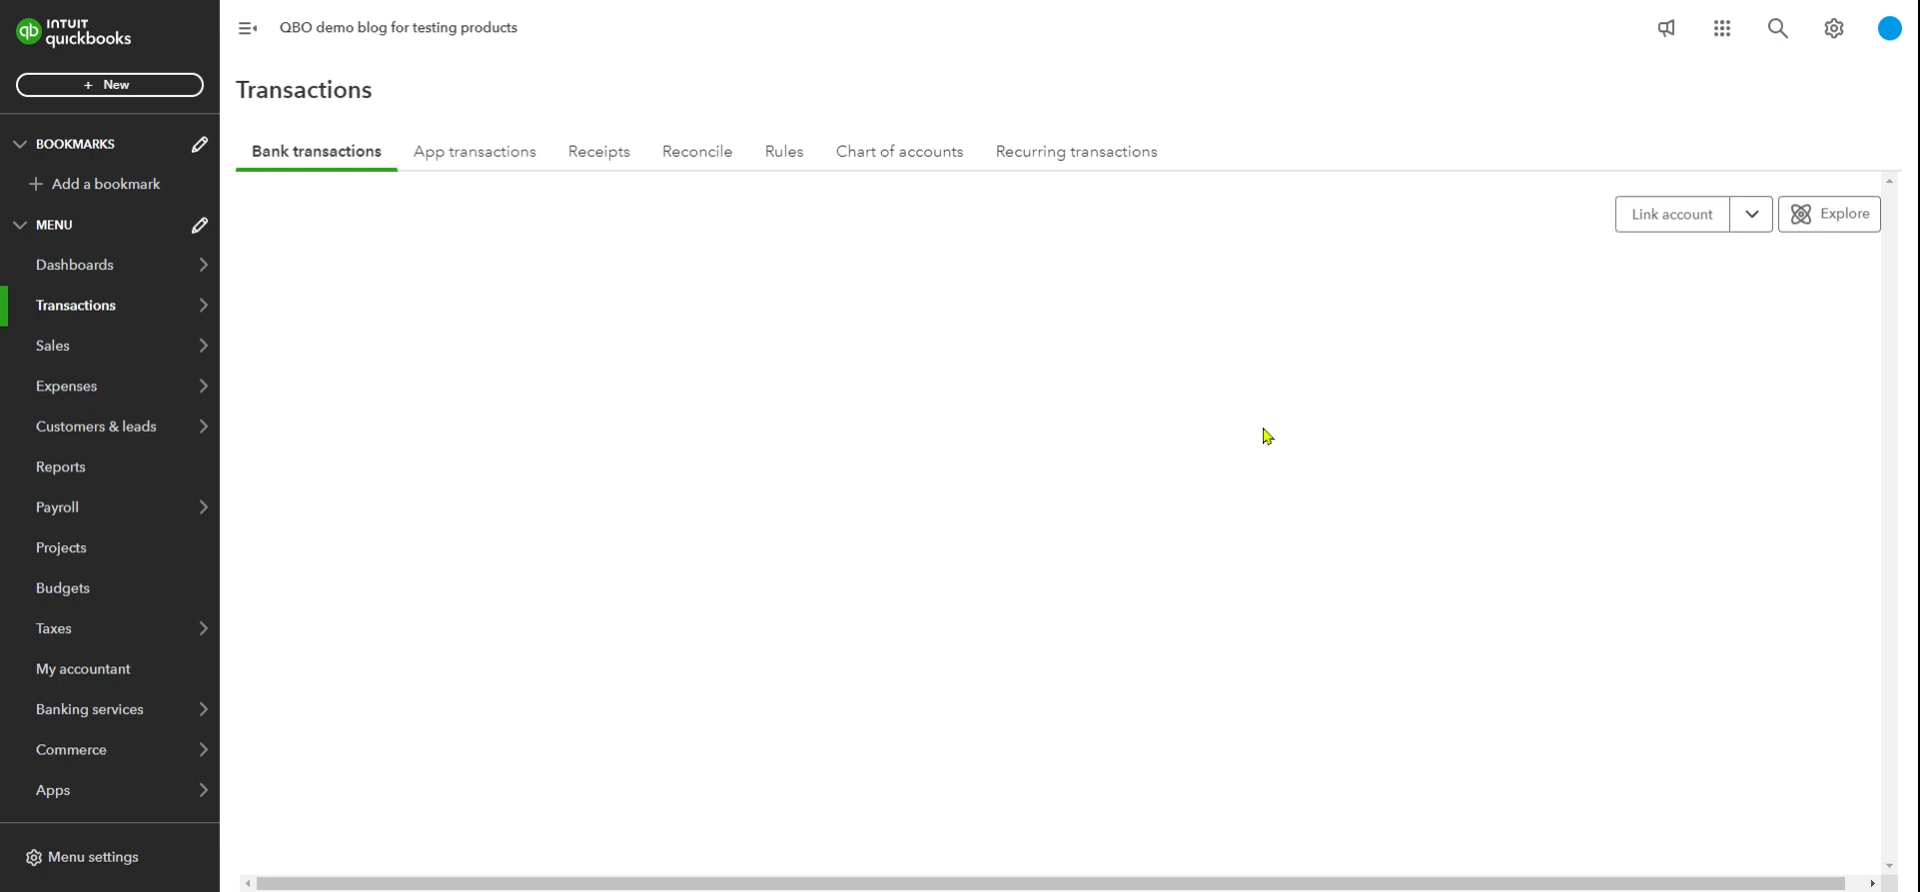 INTUIT
quickbooks
QBO demo blog for testing products
+ New
Transactions
BOOKMARKS
Bank transactions App transactions Receipts Reconcile Rules Chart of accounts Recurring transactions
+ Add a bookmark
Link account Explore
MENU
Dashboards
Transactions
Sales
Expenses
Customers & leads
Reports
Payroll
Projects
Budgets
Taxes
My accountant
Banking services
Commerce
Apps
Menu settings